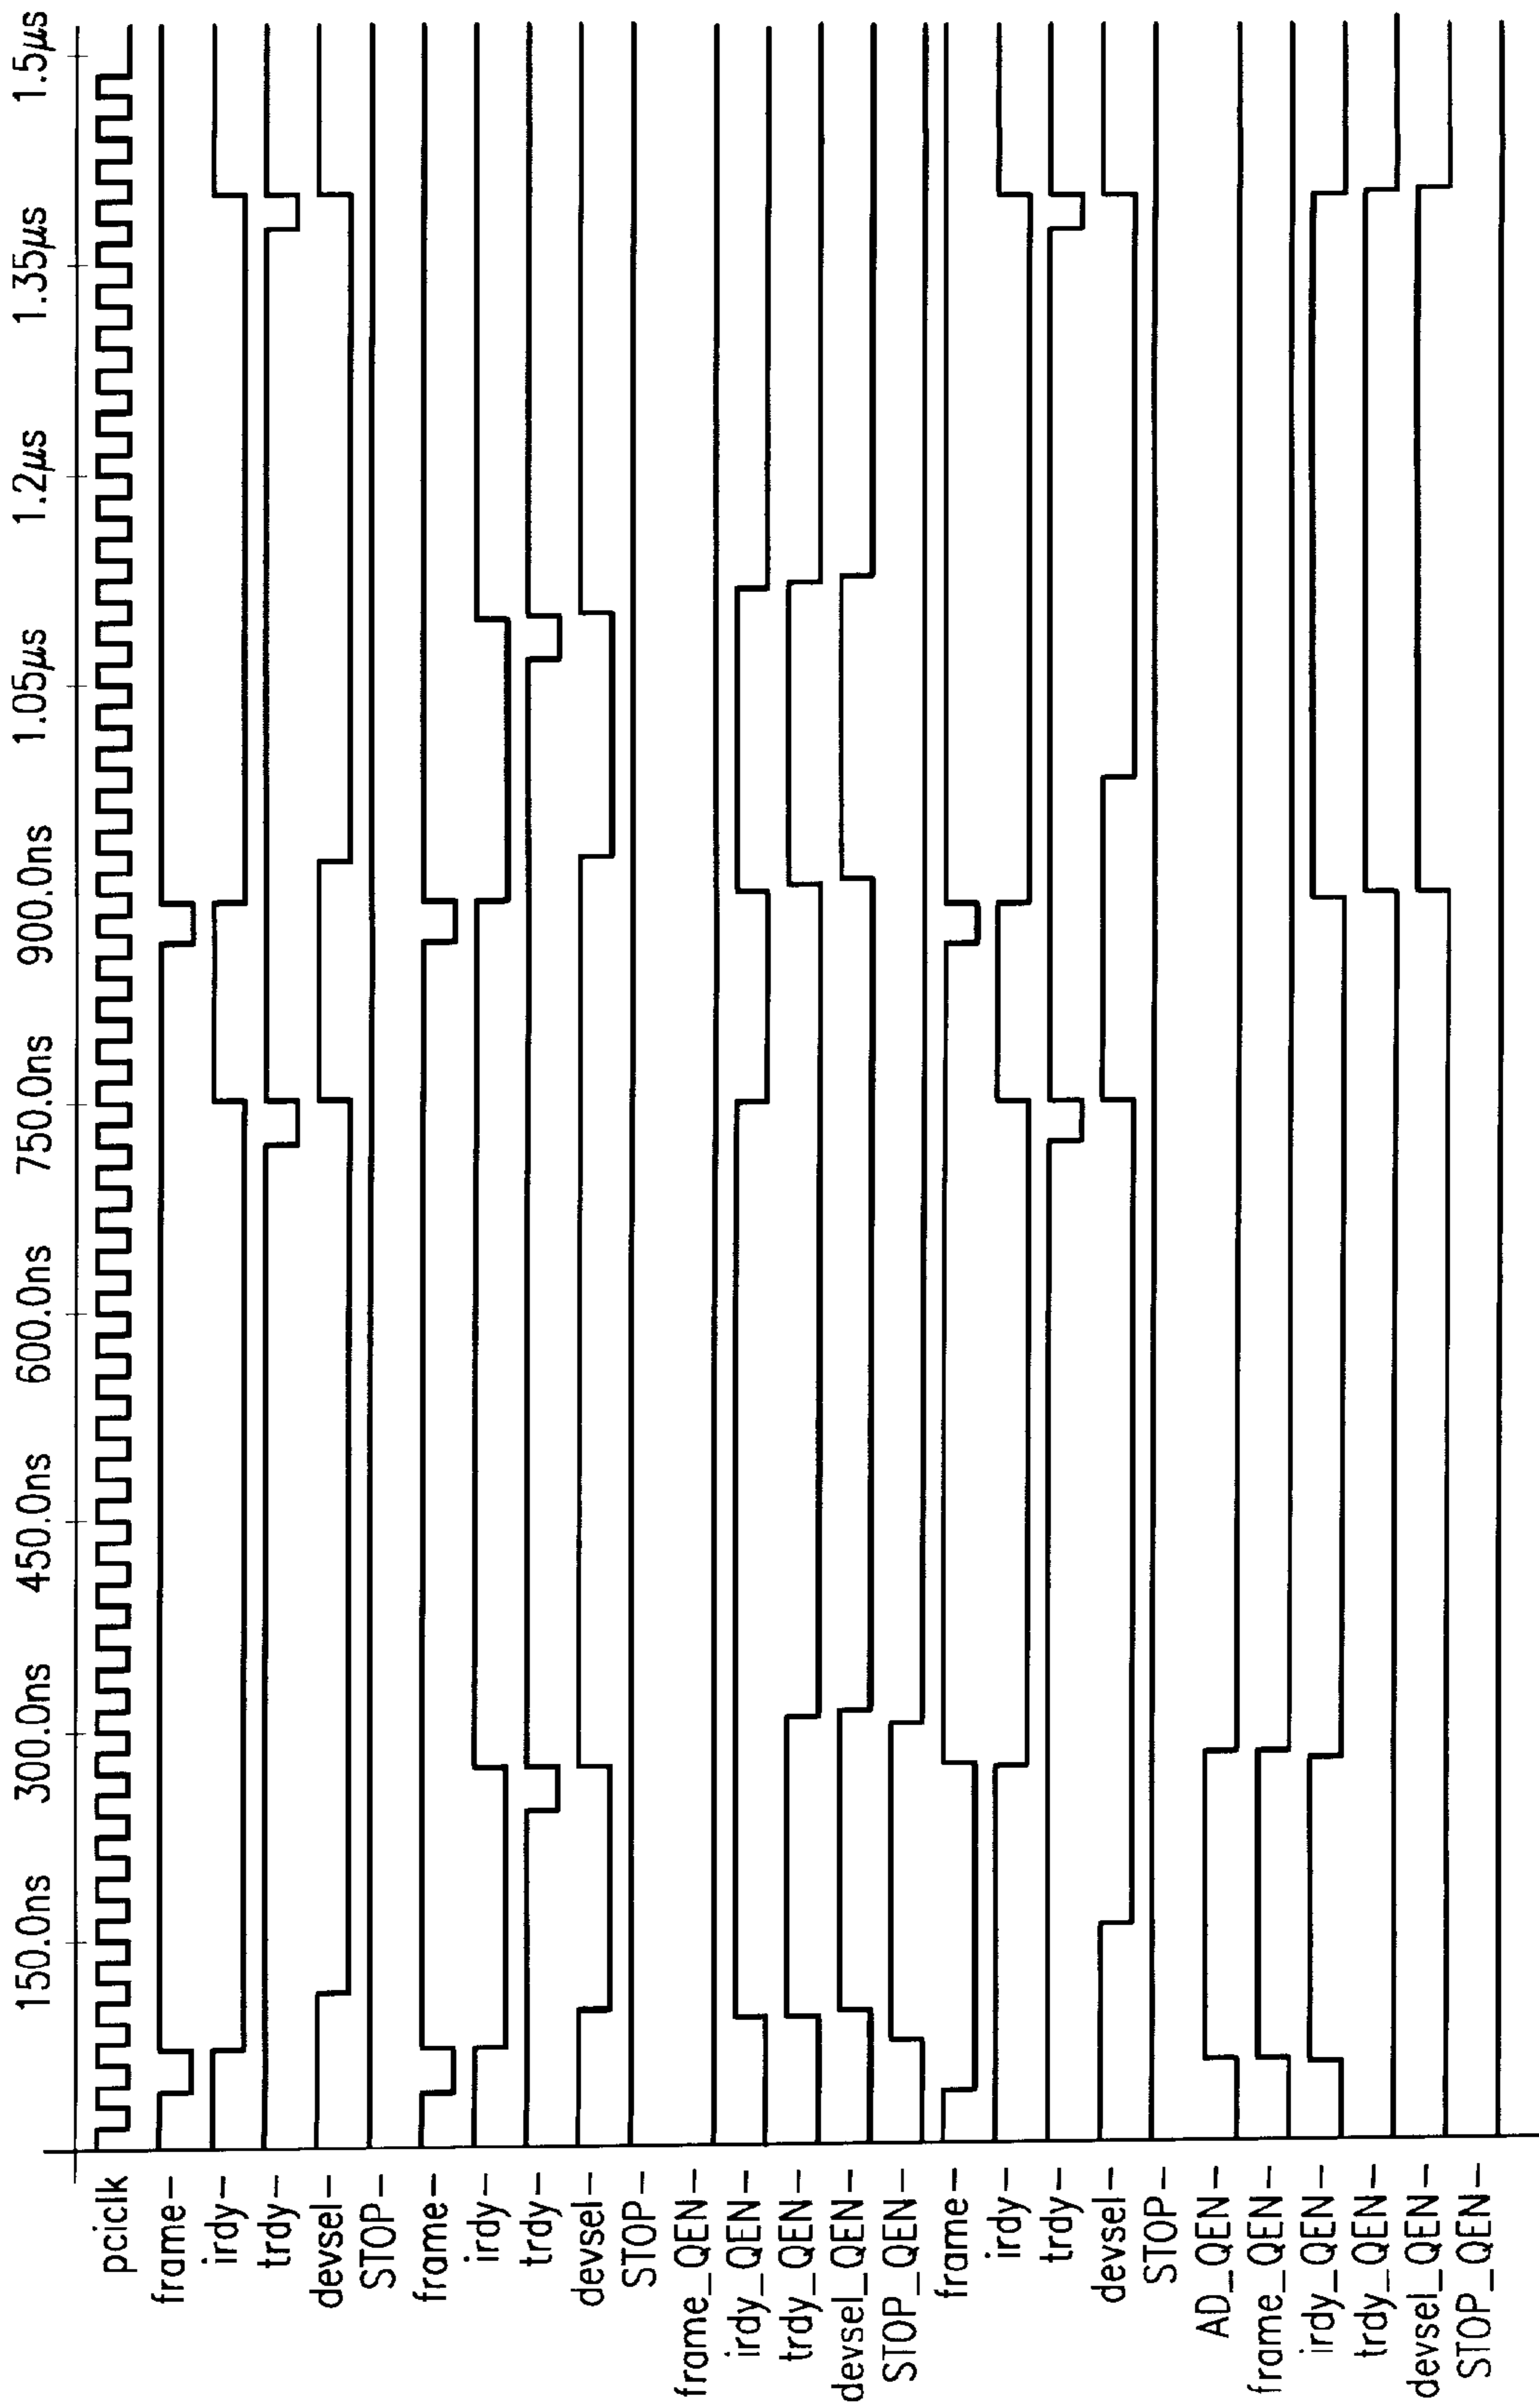 150.0ns 300.0ns 450.0ns 600.0ns 750.0ns 900.0ns 1.05μs 1.2μs 1.35μs 1.5μs
pciclk
frame-
irdy-
trdy-
devsel-
STOP-
frame-
irdy-
trdy-
devsel-
STOP-
frame_QEN-
irdy_QEN-
trdy_QEN-
devsel_QEN-
STOP_QEN-
frame-
irdy-
trdy-
devsel-
STOP-
AD_QEN-
frame_QEN-
irdy_QEN-
trdy_QEN-
devsel_QEN-
STOP_QEN-